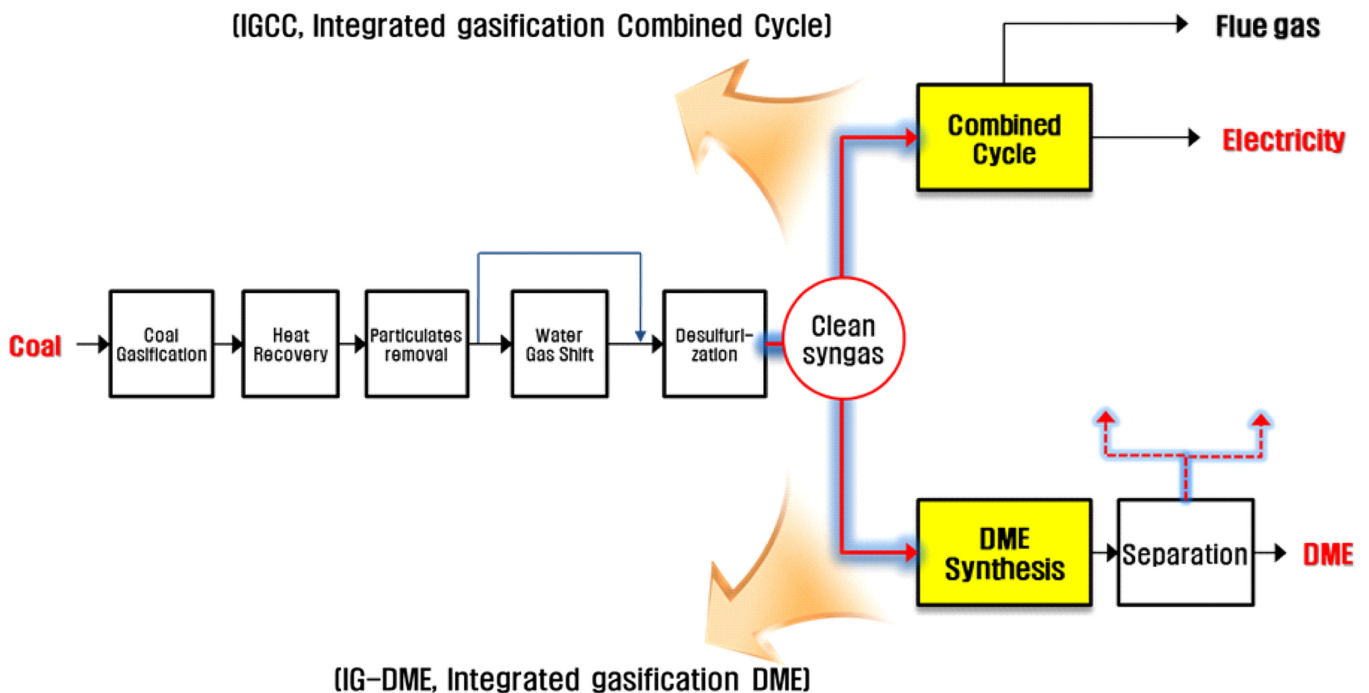 (IGCC, Integrated gasification Combined Cycle)
Flue gas
Combined
Cycle
Electricity
Coal
Coal
Gasification
Heat
Recovery
Particulates
removal
Water
Gas Shift
Desulfuri-
zation
Clean
syngas
DME
Synthesis
Separation
DME
(IG-DME, Integrated gasification DME)